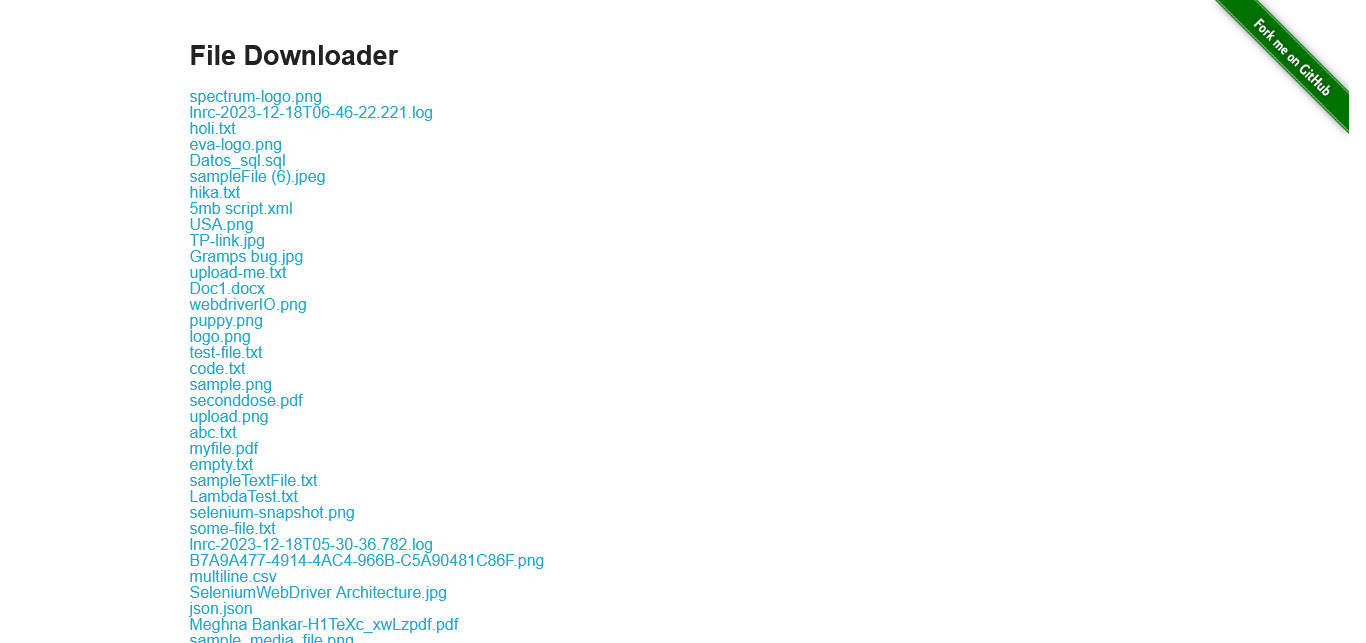 File Downloader
Fork me on GitHub
spectrum-logo.png
lnrc-2023-12-18T06-46-22.221.log
holi.txt
eva-logo.png
Datos_sql.sql
sampleFile (6).jpeg
hika.txt
5mb script.xml
USA.png
TP-link.jpg
Gramps bug.jpg
upload-me.txt
Doc1.docx
webdriverIO.png
puppy.png
logo.png
test-file.txt
code.txt
sample.png
seconddose.pdf
upload.png
abc.txt
myfile.pdf
empty.txt
sampleTextFile.txt
LambdaTest.txt
selenium-snapshot.png
some-file.txt
lnrc-2023-12-18T05-30-36.782.log
B7A9A477-4914-4AC4-966B-C5A90481C86F.png
multiline.csv
SeleniumWebDriver Architecture.jpg
json.json
Meghna Bankar-H1TeXc_xwLzpdf.pdf
sample_media_file.png